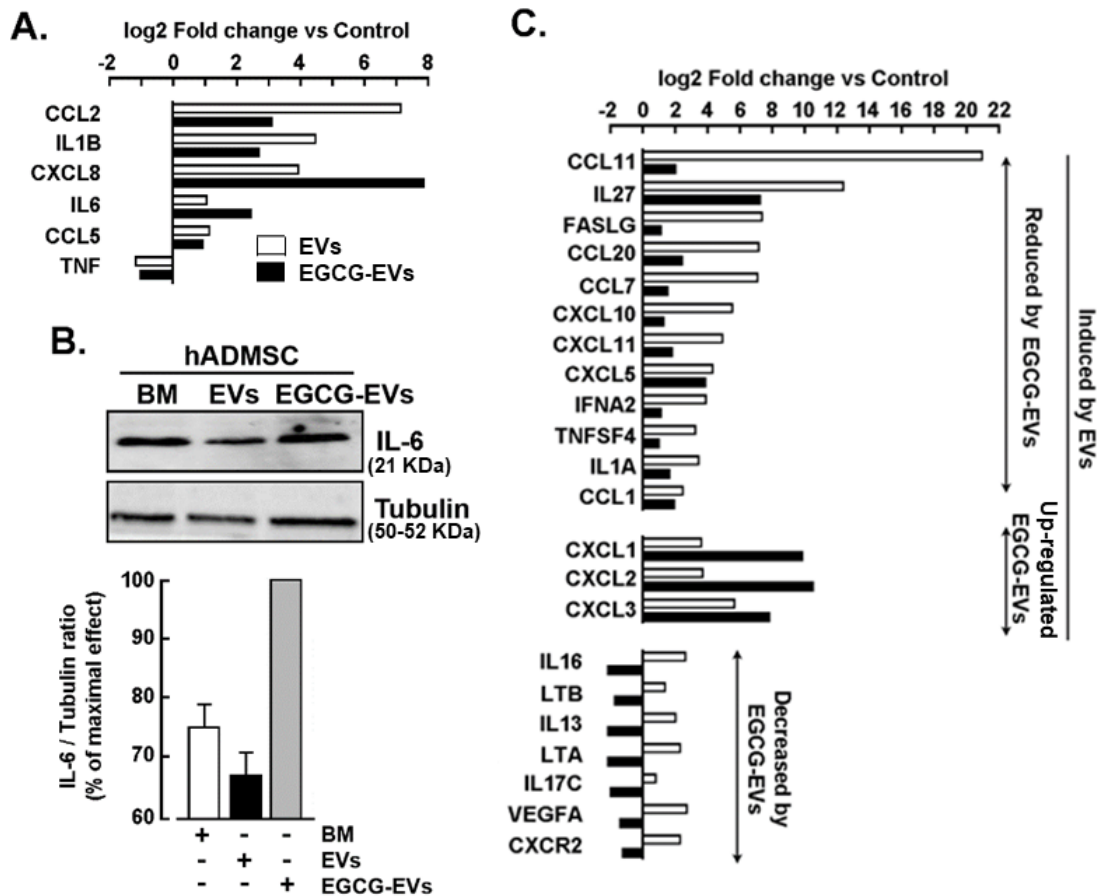 A.
log2 Fold change vs Control
-2 0 2 4 6 8
CCL2
IL1B
CXCL8
IL6
CCL5
TNF
EVs
EGCG-EVs
B.
hADMSC
BM EVs EGCG-EVs
IL-6
(21 KDa)
Tubulin
(50-52 KDa)
IL-6 / Tubulin ratio
(% of maximal effect)
100
90
80
70
60
+ - - BM
- + - EVs
- - + EGCG-EVs
C.
log2 Fold change vs Control
-2 0 2 4 6 8 10 12 14 16 18 20 22
CCL11
IL27
FASLG
CCL20
CCL7
CXCL10
CXCL11
CXCL5
IFNA2
TNFSF4
IL1A
CCL1
Reduced by EGCG-EVs
CXCL1
CXCL2
CXCL3
Up-regulated
EGCG-EVs
Induced by EVs
IL16
LTB
IL13
LTA
IL17C
VEGFA
CXCR2
Decreased by
EGCG-EVs